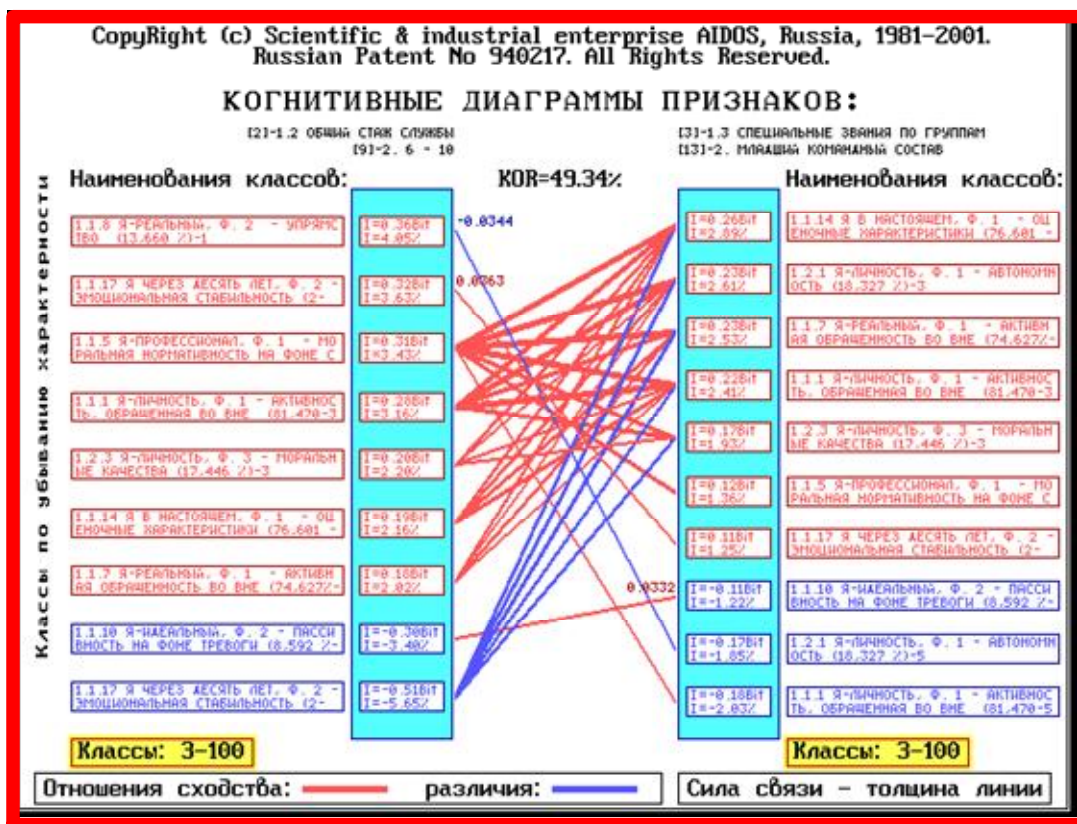 CopyRight (c) Scientific & industrial enterprise AIDOS, Russia, 1981-2001.
Russian Patent No 940217. All Rights Reserved.
КОГНИТИВНЫЕ ДИАГРАММЫ ПРИЗНАКОВ:
[2]-1.2 ОБЩИЙ СТАЖ СЛУЖБЫ
[9]-2. 6 - 10
[3]-1.3 СПЕЦИАЛЬНЫЕ ЗВАНИЯ ПО ГРУППАМ
[13]-2. МЛАДШИЙ КОМАНДНЫЙ СОСТАВ
Наименования классов:
KOR=49.34%
Наименования классов:
Классы по убыванию характерности
1.1.8 Я-РЕАЛЬНЫЙ, Ф. 2 - УПРЯМС
ТВО (13.660 %)-1
I=0.36Bit
I=4.05%
1.1.17 Я ЧЕРЕЗ ДЕСЯТЬ ЛЕТ, Ф. 2 -
ЭМОЦИОНАЛЬНАЯ СТАБИЛЬНОСТЬ (2-
I=0.32Bit
I=3.63%
1.1.5 Я-ПРОФЕССИОНАЛ, Ф. 1 - МО
РАЛЬНАЯ НОРМАТИВНОСТЬ НА ФОНЕ С
I=0.31Bit
I=3.43%
1.1.1 Я-ЛИЧНОСТЬ, Ф. 1 - АКТИВНОС
ТЬ, ОБРАЩЕННАЯ ВО ВНЕ (81,470-3
I=0.28Bit
I=3.16%
1.2.3 Я-ЛИЧНОСТЬ, Ф. 3 - МОРАЛЬН
ЫЕ КАЧЕСТВА (17.446 %)-3
I=0.20Bit
I=2.20%
1.1.14 Я В НАСТОЯЩЕМ, Ф. 1 - ОЦ
ЕНОЧНЫЕ ХАРАКТЕРИСТИКИ (76,601 -
I=0.19Bit
I=2.16%
1.1.7 Я-РЕАЛЬНЫЙ, Ф. 1 - АКТИВН
АЯ ОБРАЩЕННОСТЬ ВО ВНЕ (74,627%-
I=0.18Bit
I=2.02%
1.1.10 Я-ИДЕАЛЬНЫЙ, Ф. 2 - ПАССИ
ВНОСТЬ НА ФОНЕ ТРЕВОГИ (8,592 %-
I=-0.30Bit
I=-3.40%
1.1.17 Я ЧЕРЕЗ ДЕСЯТЬ ЛЕТ, Ф. 2 -
ЭМОЦИОНАЛЬНАЯ СТАБИЛЬНОСТЬ (2-
I=-0.51Bit
I=-5.65%
-0.0344
0.0363
0.0332
I=0.26Bit
I=2.89%
1.1.14 Я В НАСТОЯЩЕМ, Ф. 1 - ОЦ
ЕНОЧНЫЕ ХАРАКТЕРИСТИКИ (76,601 -
I=0.23Bit
I=2.61%
1.2.1 Я-ЛИЧНОСТЬ, Ф. 1 - АВТОНОМН
ОСТЬ (18,327 %)-3
I=0.23Bit
I=2.53%
1.1.7 Я-РЕАЛЬНЫЙ, Ф. 1 - АКТИВН
АЯ ОБРАЩЕННОСТЬ ВО ВНЕ (74,627%-
I=0.22Bit
I=2.41%
1.1.1 Я-ЛИЧНОСТЬ, Ф. 1 - АКТИВНОС
ТЬ, ОБРАЩЕННАЯ ВО ВНЕ (81,470-3
I=0.17Bit
I=1.93%
1.2.3 Я-ЛИЧНОСТЬ, Ф. 3 - МОРАЛЬН
ЫЕ КАЧЕСТВА (17.446 %)-3
I=0.12Bit
I=1.36%
1.1.5 Я-ПРОФЕССИОНАЛ, Ф. 1 - МО
РАЛЬНАЯ НОРМАТИВНОСТЬ НА ФОНЕ С
I=0.11Bit
I=1.25%
1.1.17 Я ЧЕРЕЗ ДЕСЯТЬ ЛЕТ, Ф. 2 -
ЭМОЦИОНАЛЬНАЯ СТАБИЛЬНОСТЬ (2-
I=-0.11Bit
I=-1.22%
1.1.10 Я-ИДЕАЛЬНЫЙ, Ф. 2 - ПАССИ
ВНОСТЬ НА ФОНЕ ТРЕВОГИ (8,592 %-
I=-0.17Bit
I=-1.85%
1.2.1 Я-ЛИЧНОСТЬ, Ф. 1 - АВТОНОМН
ОСТЬ (18,327 %)-5
I=-0.18Bit
I=-2.03%
1.1.1 Я-ЛИЧНОСТЬ, Ф. 1 - АКТИВНОС
ТЬ, ОБРАЩЕННАЯ ВО ВНЕ (81,470-5
Классы: 3-100
Классы: 3-100
Отношения сходства: различия:
Сила связи - толщина линии